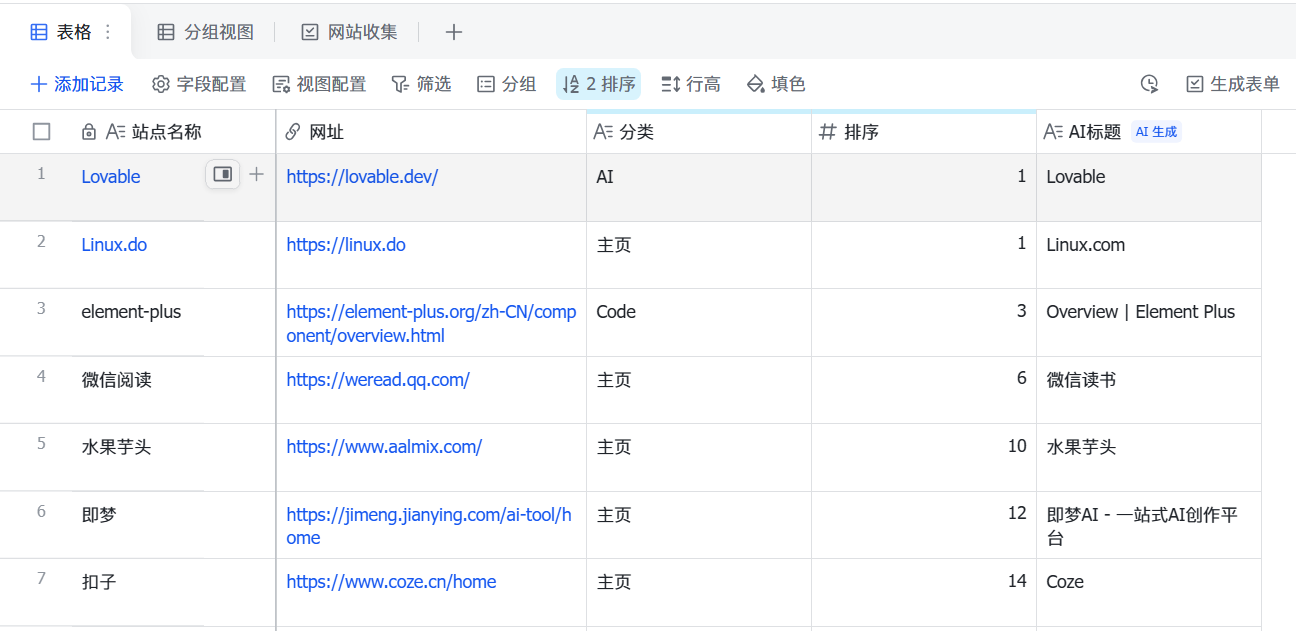 表格 分组视图 网站收集
添加记录 字段配置 视图配置 筛选 分组 2 排序 行高 填色 生成表单
站点名称 网址 分类 排序 AI标题 AI 生成
1 Lovable https://lovable.dev/ AI 1 Lovable
2 Linux.do https://linux.do 主页 1 Linux.com
3 element-plus https://element-plus.org/zh-CN/comp Code 3 Overview | Element Plus
onent/overview.html
4 微信阅读 https://weread.qq.com/ 主页 6 微信读书
5 水果芋头 https://www.aalmix.com/ 主页 10 水果芋头
6 即梦 https://jimeng.jianying.com/ai-tool/h 主页 12 即梦AI - 一站式AI创作平
ome 台
7 扣子 https://www.coze.cn/home 主页 14 Coze